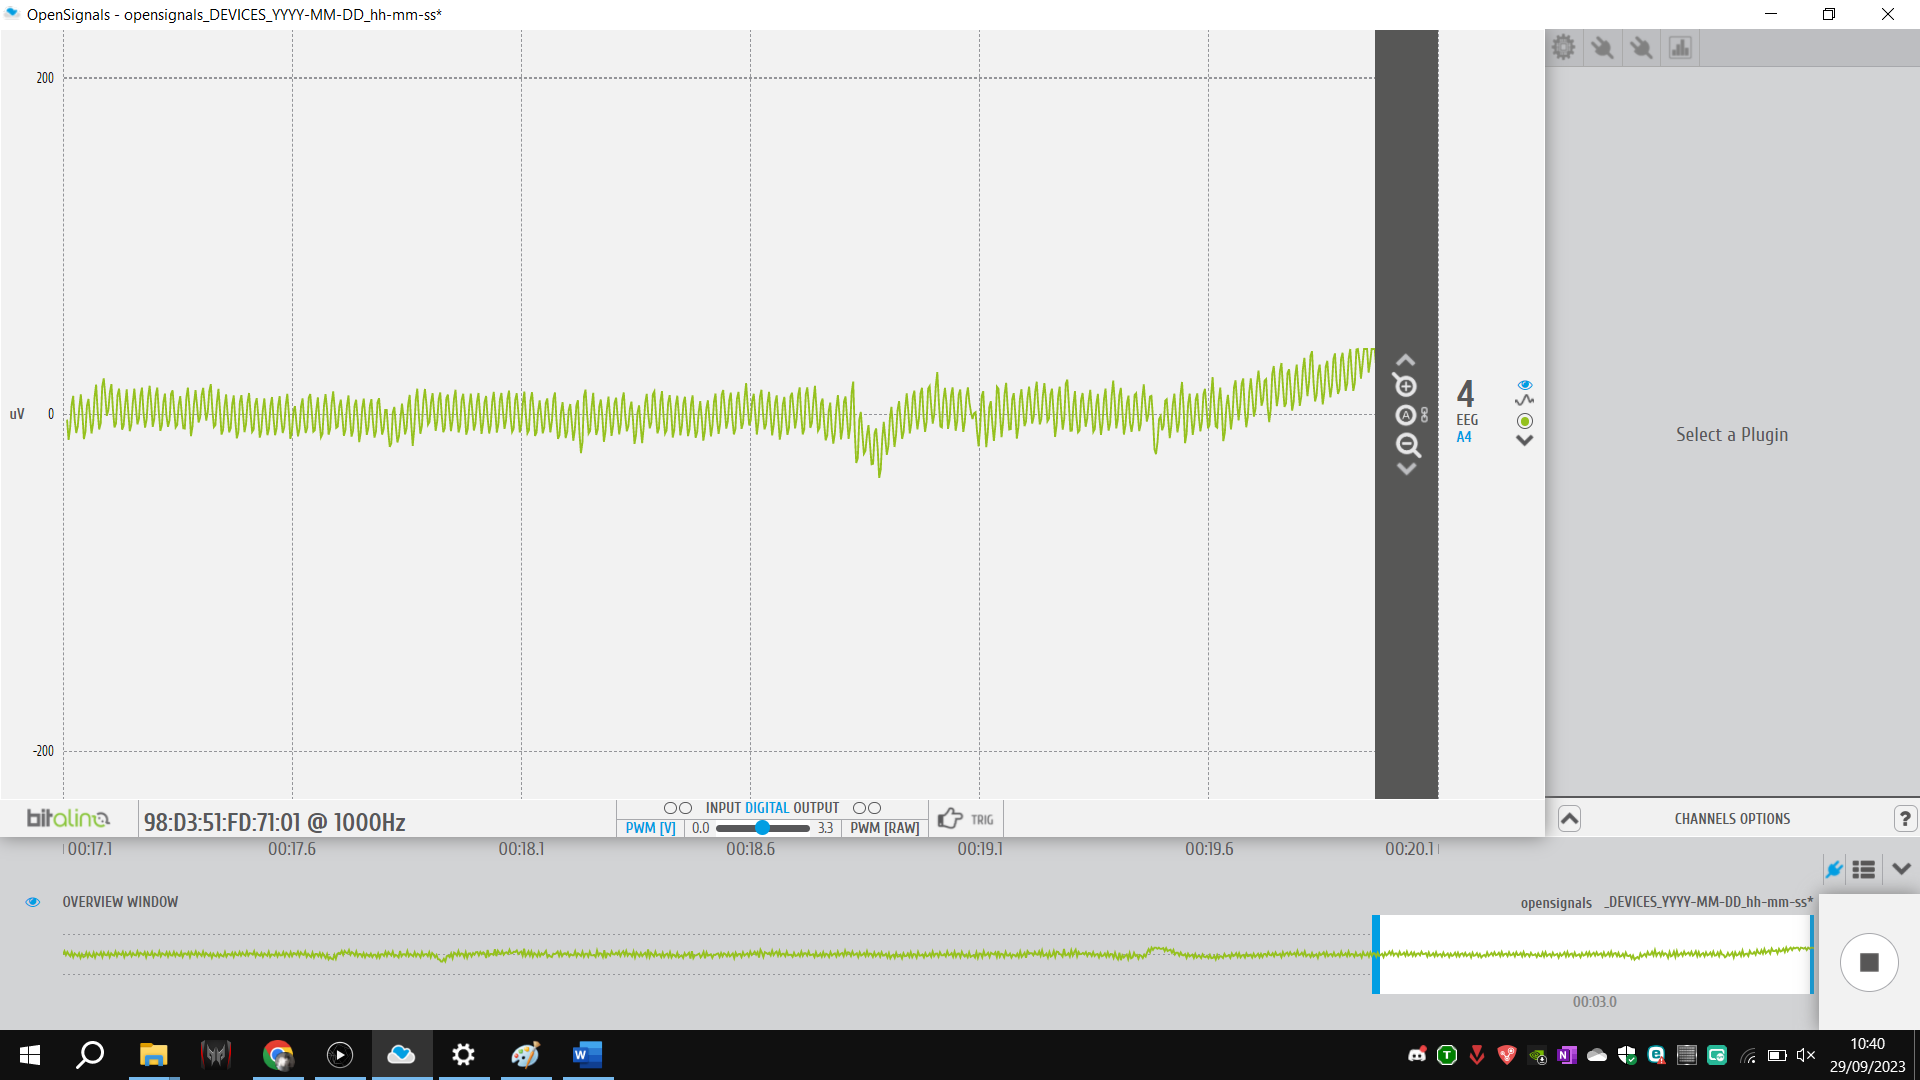 OpenSignals - opensignals_DEVICES_YYYY-MM-DD_hh-mm-ss*
200
uV 0
-200
4
EEG
A4
Select a Plugin
bitalino
98:D3:51:FD:71:01 @ 1000Hz
INPUT DIGITAL OUTPUT
PWM [V] 0.0 3.3 PWM [RAW]
TRIG
CHANNELS OPTIONS
?
00:17.1 00:17.6 00:18.1 00:18.6 00:19.1 00:19.6 00:20.1
OVERVIEW WINDOW
opensignals _DEVICES_YYYY-MM-DD_hh-mm-ss*
00:03.0
10:40
29/09/2023